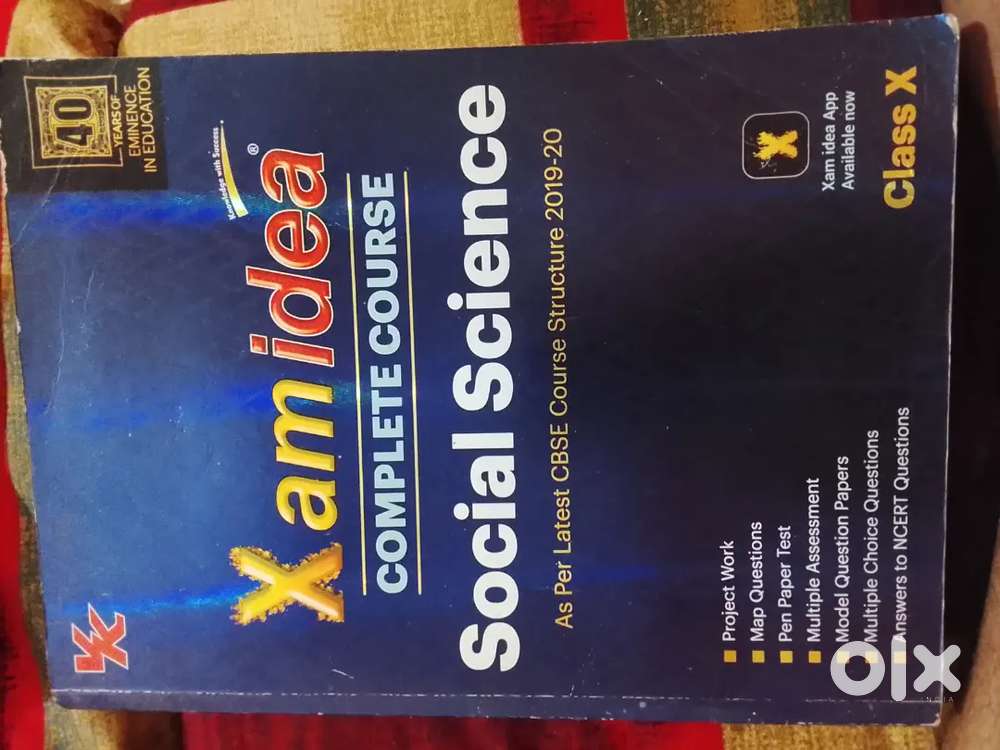 VK
40
YEARS OF
EMINENCE
IN EDUCATION
Knowledge with Success
Xam idea®
COMPLETE COURSE
Social Science
As Per Latest CBSE Course Structure 2019-20
Project Work
Map Questions
Pen Paper Test
Multiple Assessment
Model Question Papers
Multiple Choice Questions
Answers to NCERT Questions
X
Xam idea App
Available now
Class X
olx
INDIA